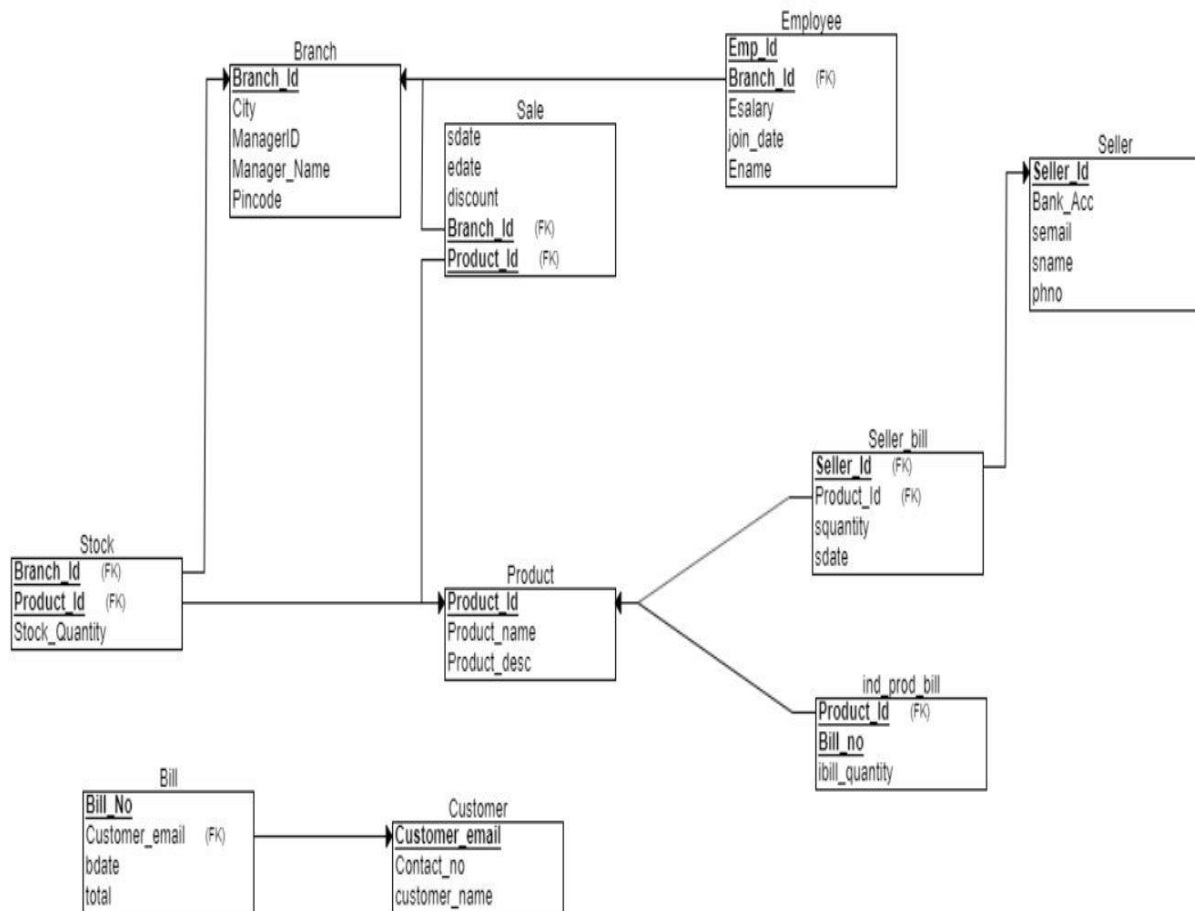 Employee
Emp_Id
Branch_Id (FK)
Esalary
join_date
Ename
Branch
Branch_Id
City
ManagerID
Manager_Name
Pincode
Sale
sdate
edate
discount
Branch_Id (FK)
Product_Id (FK)
Seller
Seller_Id
Bank_Acc
semail
sname
phno
Seller_bill
Seller_Id (FK)
Product_Id (FK)
squantity
sdate
Stock
Branch_Id (FK)
Product_Id (FK)
Stock_Quantity
Product
Product_Id
Product_name
Product_desc
ind_prod_bill
Product_Id (FK)
Bill_no
ibill_quantity
Bill
Bill_No
Customer_email (FK)
bdate
total
Customer
Customer_email
Contact_no
customer_name